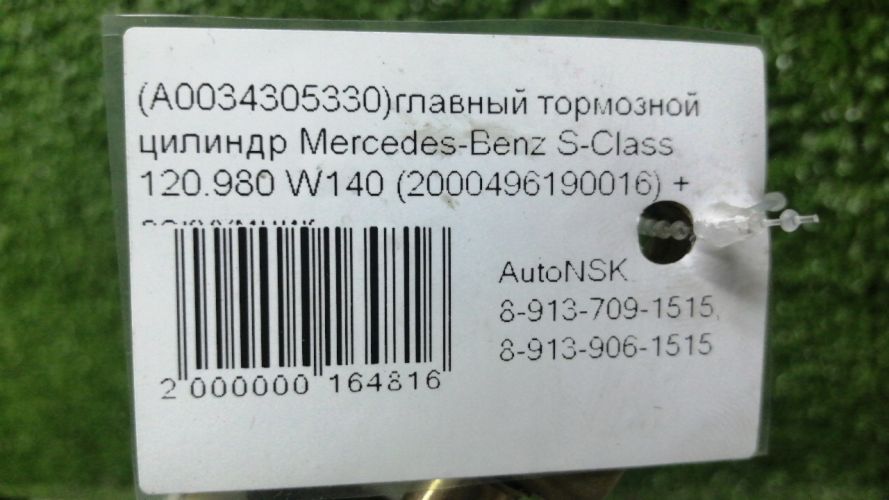 (A0034305330)главный тормозной
цилиндр Mercedes-Benz S-Class
120.980 W140 (2000496190016) +
AutoNSK
8-913-709-1515,
8-913-906-1515
2 000000 164816